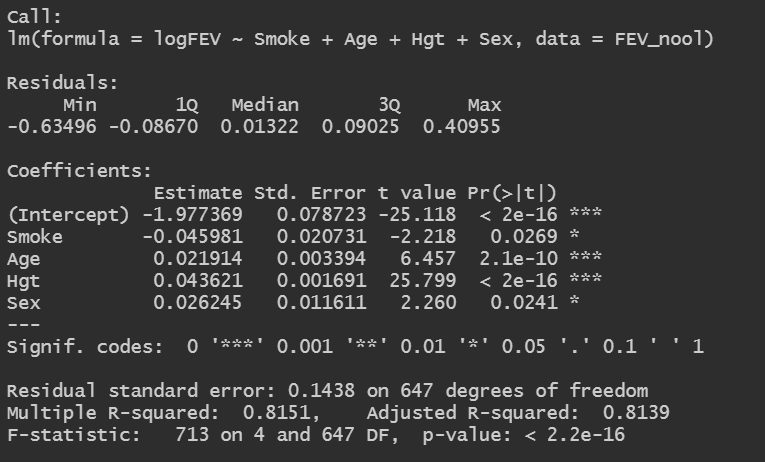 Call:
lm(formula = logFEV ~ Smoke + Age + Hgt + Sex, data = FEV_nool)
Residuals:
     Min       1Q   Median       3Q      Max
-0.63496 -0.08670  0.01322  0.09025  0.40955
Coefficients:
             Estimate Std. Error t value Pr(>|t|)
(Intercept) -1.977369   0.078723 -25.118  < 2e-16 ***
Smoke       -0.045981   0.020731  -2.218   0.0269 *
Age          0.021914   0.003394   6.457  2.1e-10 ***
Hgt          0.043621   0.001691  25.799  < 2e-16 ***
Sex          0.026245   0.011611   2.260   0.0241 *
---
Signif. codes:  0 '***' 0.001 '**' 0.01 '*' 0.05 '.' 0.1 ' ' 1
Residual standard error: 0.1438 on 647 degrees of freedom
Multiple R-squared:  0.8151,    Adjusted R-squared:  0.8139
F-statistic:   713 on 4 and 647 DF,  p-value: < 2.2e-16